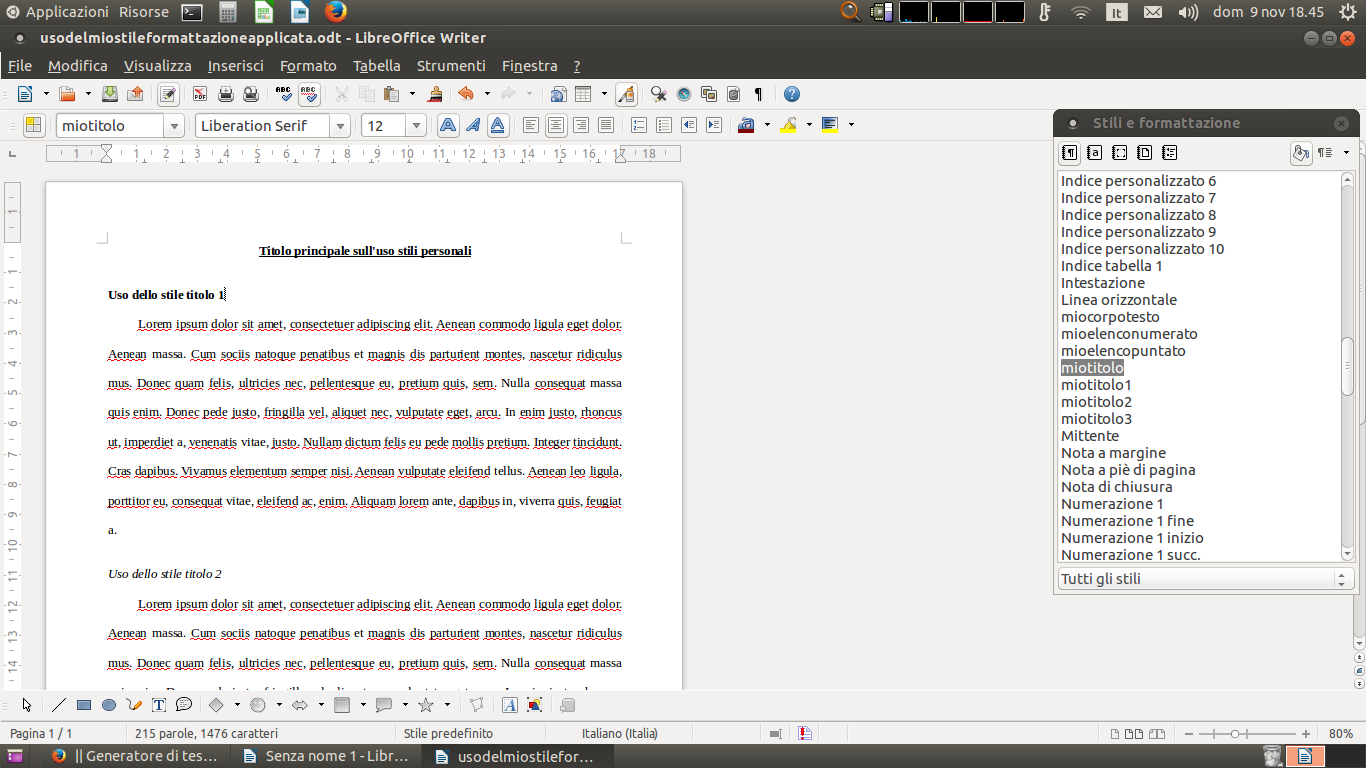 Applicazioni Risorse It dom 9 nov 18.45
usodelmiostileformattazioneapplicata.odt - LibreOffice Writer
File Modifica Visualizza Inserisci Formato Tabella Strumenti Finestra ?
miotitolo Liberation Serif 12
Stili e formattazione
1 1 2 3 4 5 6 7 8 9 10 11 12 13 14 15 16 17 18
Titolo principale sull'uso stili personali
Uso dello stile titolo 1
Lorem ipsum dolor sit amet, consectetuer adipiscing elit. Aenean commodo ligula eget dolor.
Aenean massa. Cum sociis natoque penatibus et magnis dis parturient montes, nascetur ridiculus
mus. Donec quam felis, ultricies nec, pellentesque eu, pretium quis, sem. Nulla consequat massa
quis enim. Donec pede justo, fringilla vel, aliquet nec, vulputate eget, arcu. In enim justo, rhoncus
ut, imperdiet a, venenatis vitae, justo. Nullam dictum felis eu pede mollis pretium. Integer tincidunt.
Cras dapibus. Vivamus elementum semper nisi. Aenean vulputate eleifend tellus. Aenean leo ligula,
porttitor eu, consequat vitae, eleifend ac, enim. Aliquam lorem ante, dapibus in, viverra quis, feugiat
a.
Uso dello stile titolo 2
Lorem ipsum dolor sit amet, consectetuer adipiscing elit. Aenean commodo ligula eget dolor.
Aenean massa. Cum sociis natoque penatibus et magnis dis parturient montes, nascetur ridiculus
mus. Donec quam felis, ultricies nec, pellentesque eu, pretium quis, sem. Nulla consequat massa
Indice personalizzato 6
Indice personalizzato 7
Indice personalizzato 8
Indice personalizzato 9
Indice personalizzato 10
Indice tabella 1
Intestazione
Linea orizzontale
miocorpotesto
mioelenconumerato
mioelencopuntato
miotitolo
miotitolo1
miotitolo2
miotitolo3
Mittente
Nota a margine
Nota a piè di pagina
Nota di chiusura
Numerazione 1
Numerazione 1 fine
Numerazione 1 inizio
Numerazione 1 succ.
Tutti gli stili
Pagina 1 / 1 215 parole, 1476 caratteri Stile predefinito Italiano (Italia) 80%
|| Generatore di tes... Senza nome 1 - Libr... usodelmiostilefor...